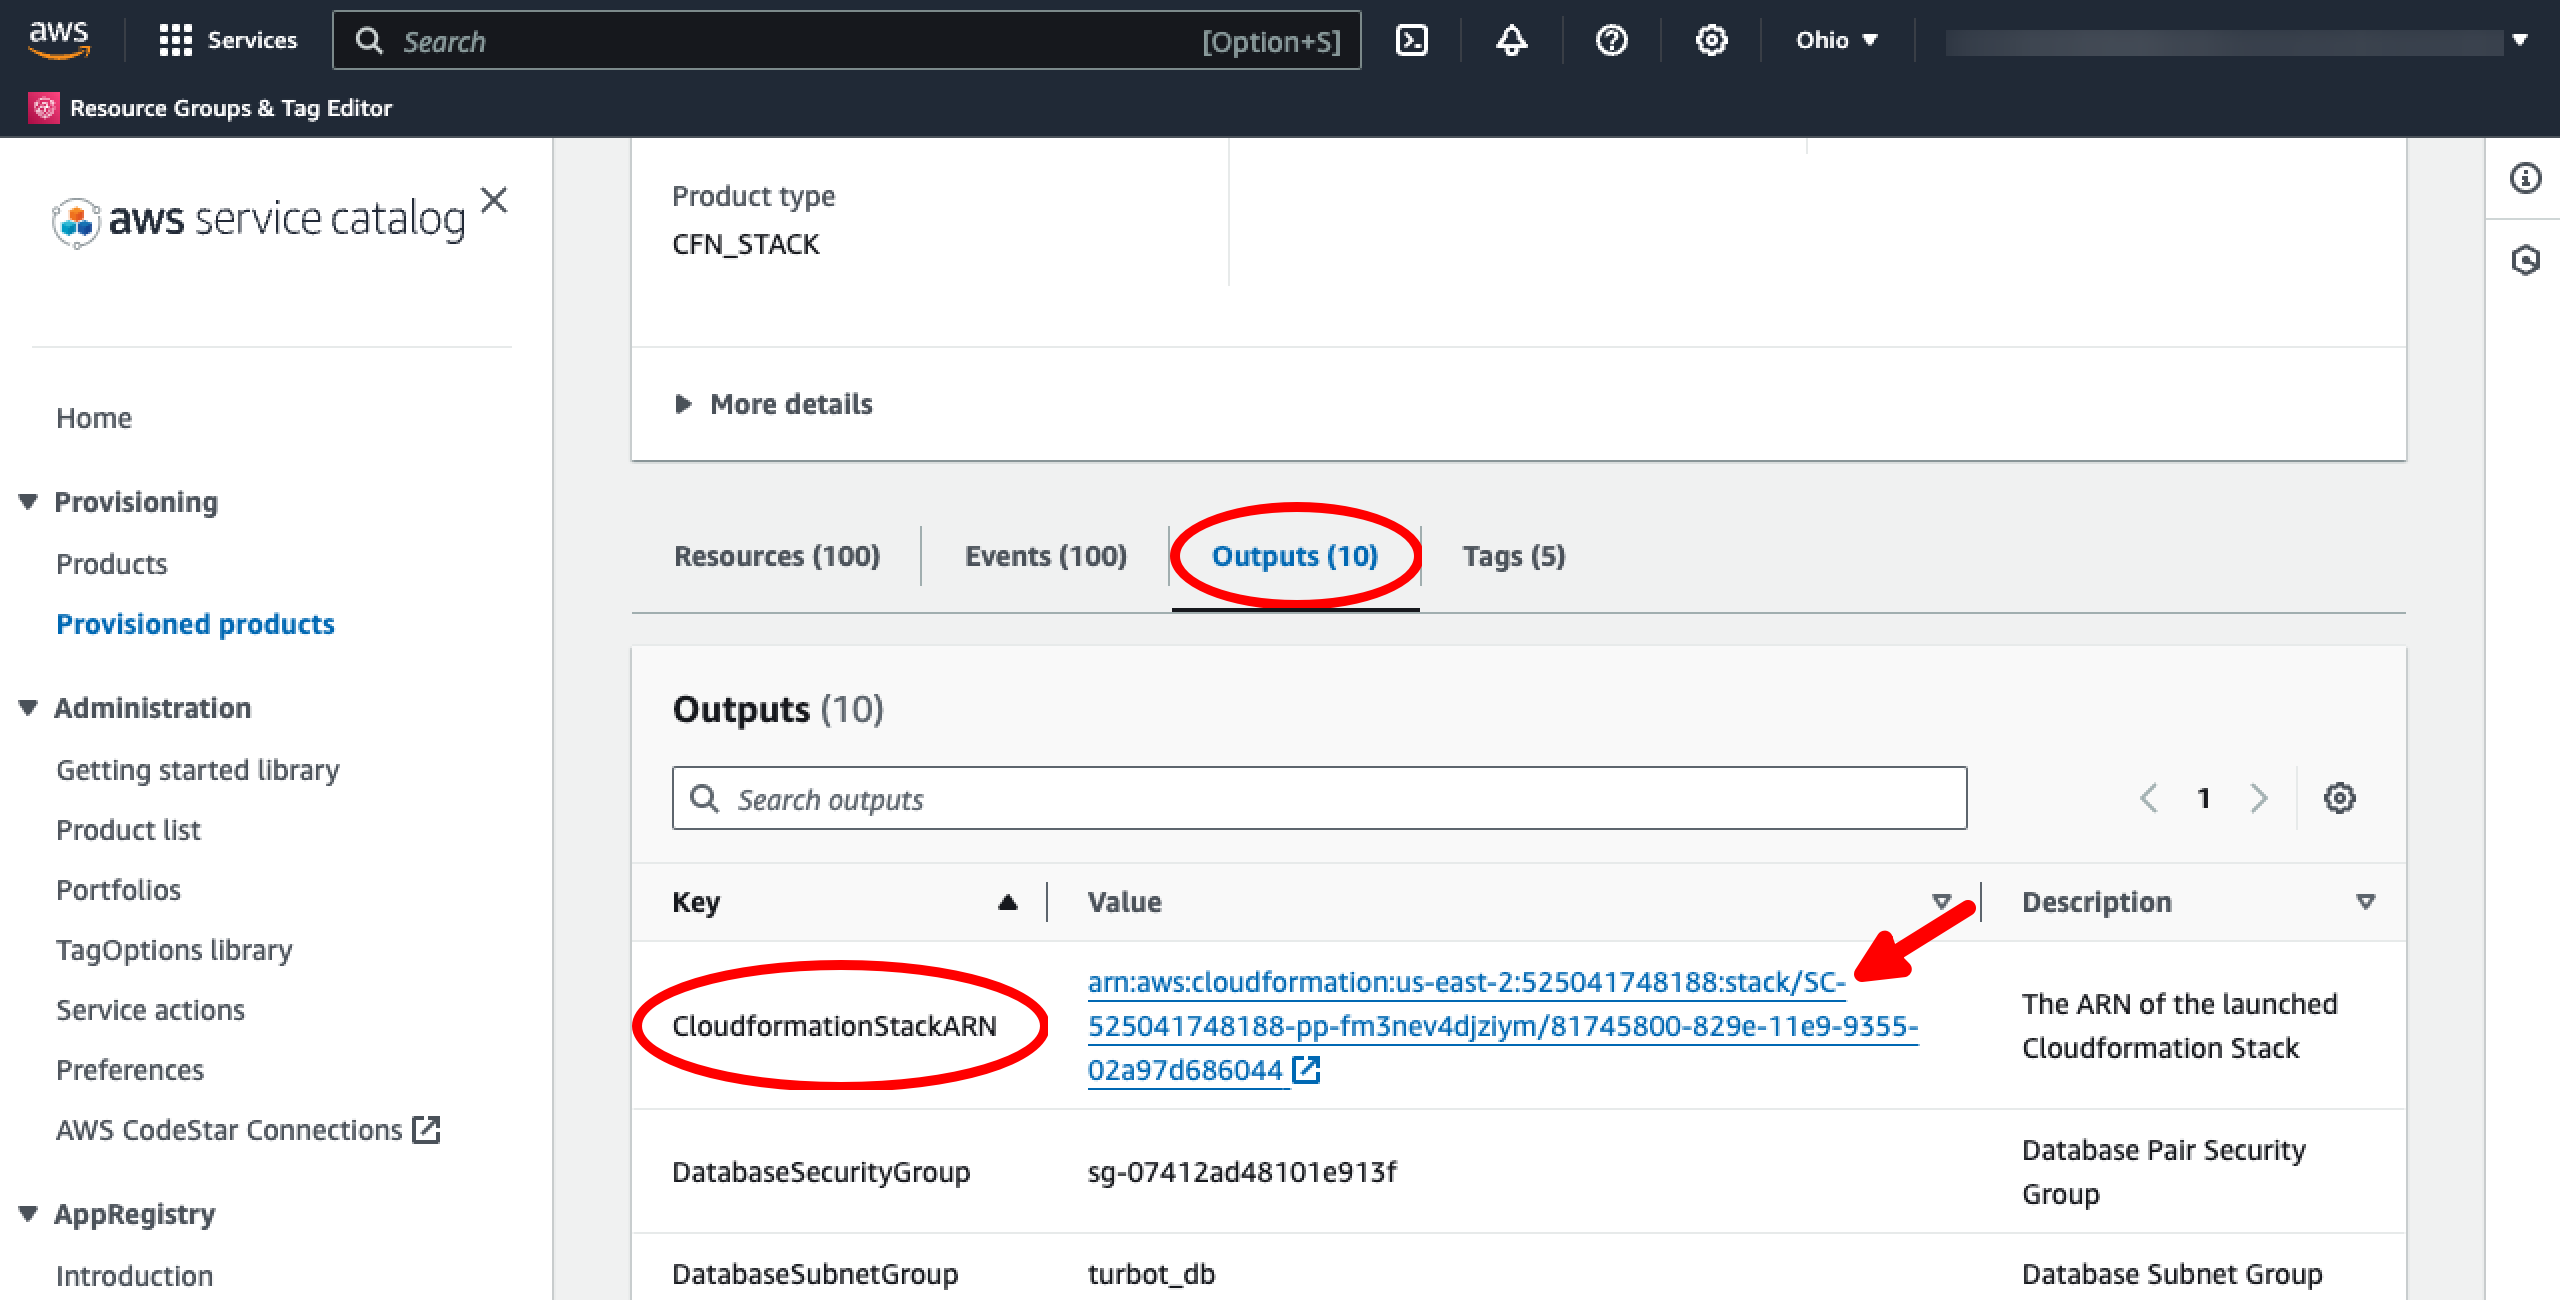 aws
Services
Search
[Option+S]
Ohio
Resource Groups & Tag Editor
aws service catalog
Home
Provisioning
Products
Provisioned products
Administration
Getting started library
Product list
Portfolios
TagOptions library
Service actions
Preferences
AWS CodeStar Connections
AppRegistry
Introduction
Product type
CFN_STACK
More details
Resources (100)
Events (100)
Outputs (10)
Tags (5)
Outputs (10)
Search outputs
1
Key
Value
Description
CloudformationStackARN
arn:aws:cloudformation:us-east-2:525041748188:stack/SC-
525041748188-pp-fm3nev4djziym/81745800-829e-11e9-9355-
02a97d686044
The ARN of the launched
Cloudformation Stack
DatabaseSecurityGroup
sg-07412ad48101e913f
Database Pair Security
Group
DatabaseSubnetGroup
turbot_db
Database Subnet Group